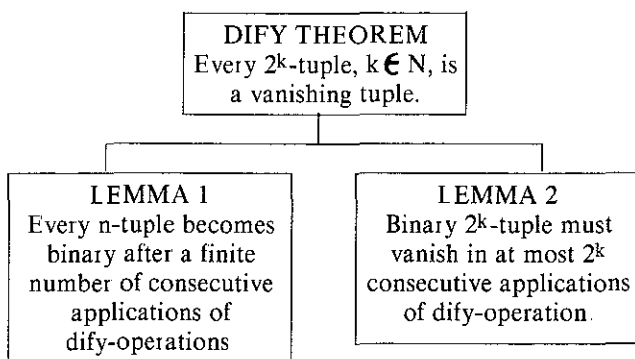 DIFY THEOREM
Every 2ᵏ-tuple, k ∈ N, is
a vanishing tuple.
LEMMA 1
Every n-tuple becomes
binary after a finite
number of consecutive
applications of
dify-operations
LEMMA 2
Binary 2ᵏ-tuple must
vanish in at most 2ᵏ
consecutive applications
of dify-operation.